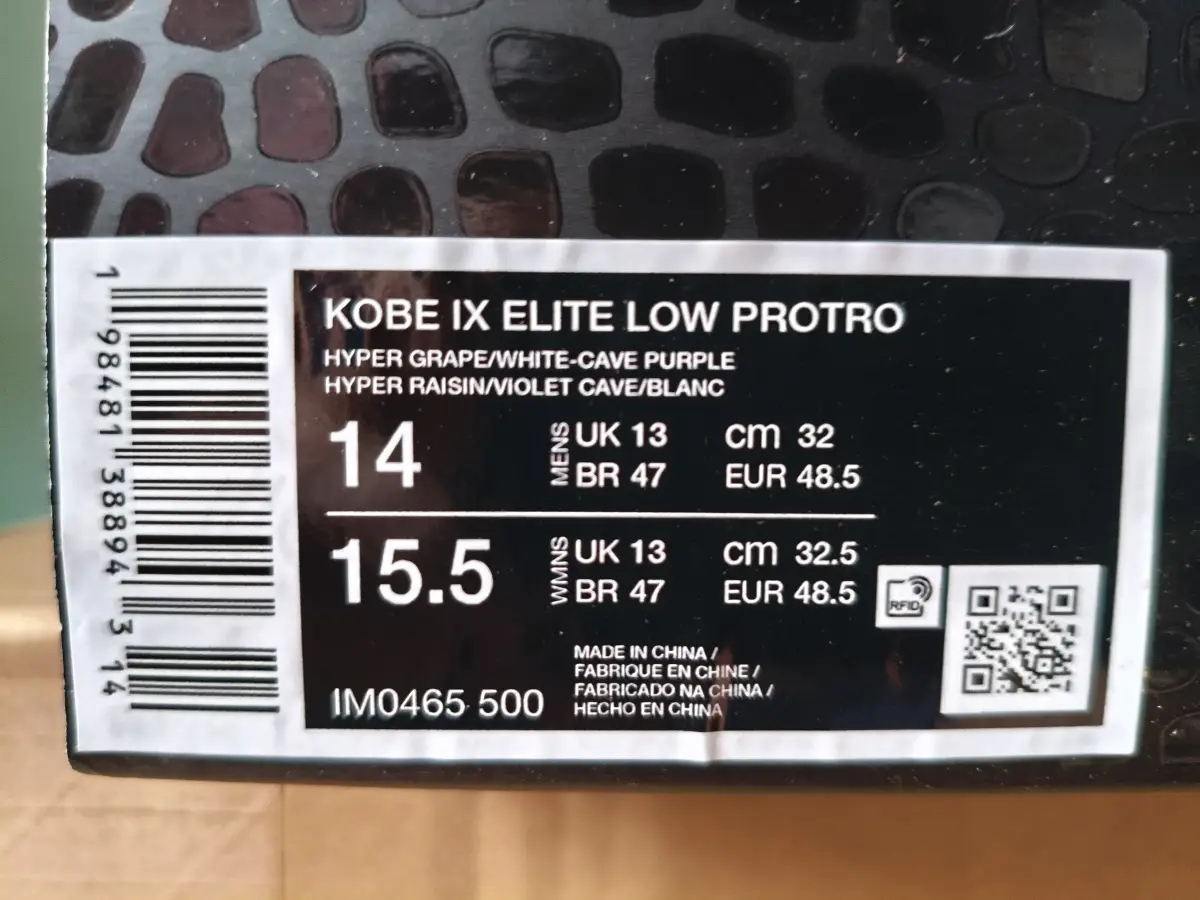 KOBE IX ELITE LOW PROTRO
HYPER GRAPE/WHITE-CAVE PURPLE
HYPER RAISIN/VIOLET CAVE/BLANC
14
MENS
UK 13 cm 32
BR 47 EUR 48.5
15.5
WMNS
UK 13 cm 32.5
BR 47 EUR 48.5
RFID
IM0465 500
MADE IN CHINA /
FABRIQUE EN CHINE /
FABRICADO NA CHINA /
HECHO EN CHINA
1 98481 38894 3 14